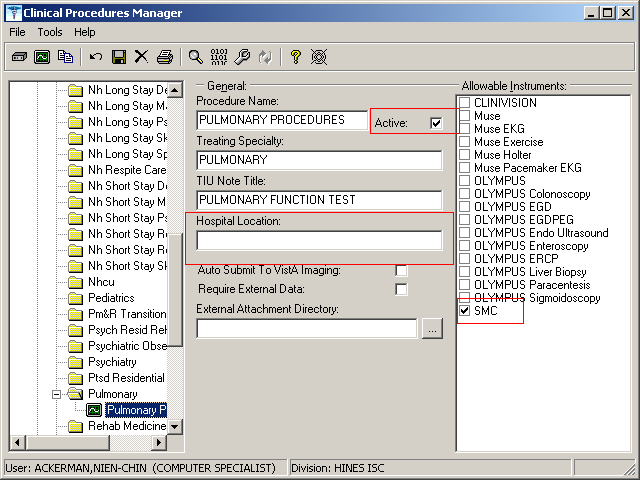 Clinical Procedures Manager
File Tools Help
Nh Long Stay De
Nh Long Stay Ma
Nh Long Stay Ps
Nh Long Stay Sk
Nh Long Stay Sp
Nh Respite Care
Nh Short Stay De
Nh Short Stay M
Nh Short Stay Ps
Nh Short Stay Re
Nh Short Stay Re
Nh Short Stay Sk
Nhcu
Pediatrics
Pm&R Transition
Psych Resid Reh
Psychiatric Obse
Psychiatry
Ptsd Residential
Pulmonary
Pulmonary P
Rehab Medicine
General:
Procedure Name:
PULMONARY PROCEDURES
Active:
Treating Specialty:
PULMONARY
TIU Note Title:
PULMONARY FUNCTION TEST
Hospital Location:
Auto Submit To VistA Imaging:
Require External Data:
External Attachment Directory:
...
Allowable Instruments:
CLINIVISION
Muse
Muse EKG
Muse Exercise
Muse Holter
Muse Pacemaker EKG
OLYMPUS
OLYMPUS Colonoscopy
OLYMPUS EGD
OLYMPUS EGDPEG
OLYMPUS Endo Ultrasound
OLYMPUS Enteroscopy
OLYMPUS ERCP
OLYMPUS Liver Biopsy
OLYMPUS Paracentesis
OLYMPUS Sigmoidoscopy
SMC
User: ACKERMAN,NIEN-CHIN (COMPUTER SPECIALIST)
Division: HINES ISC